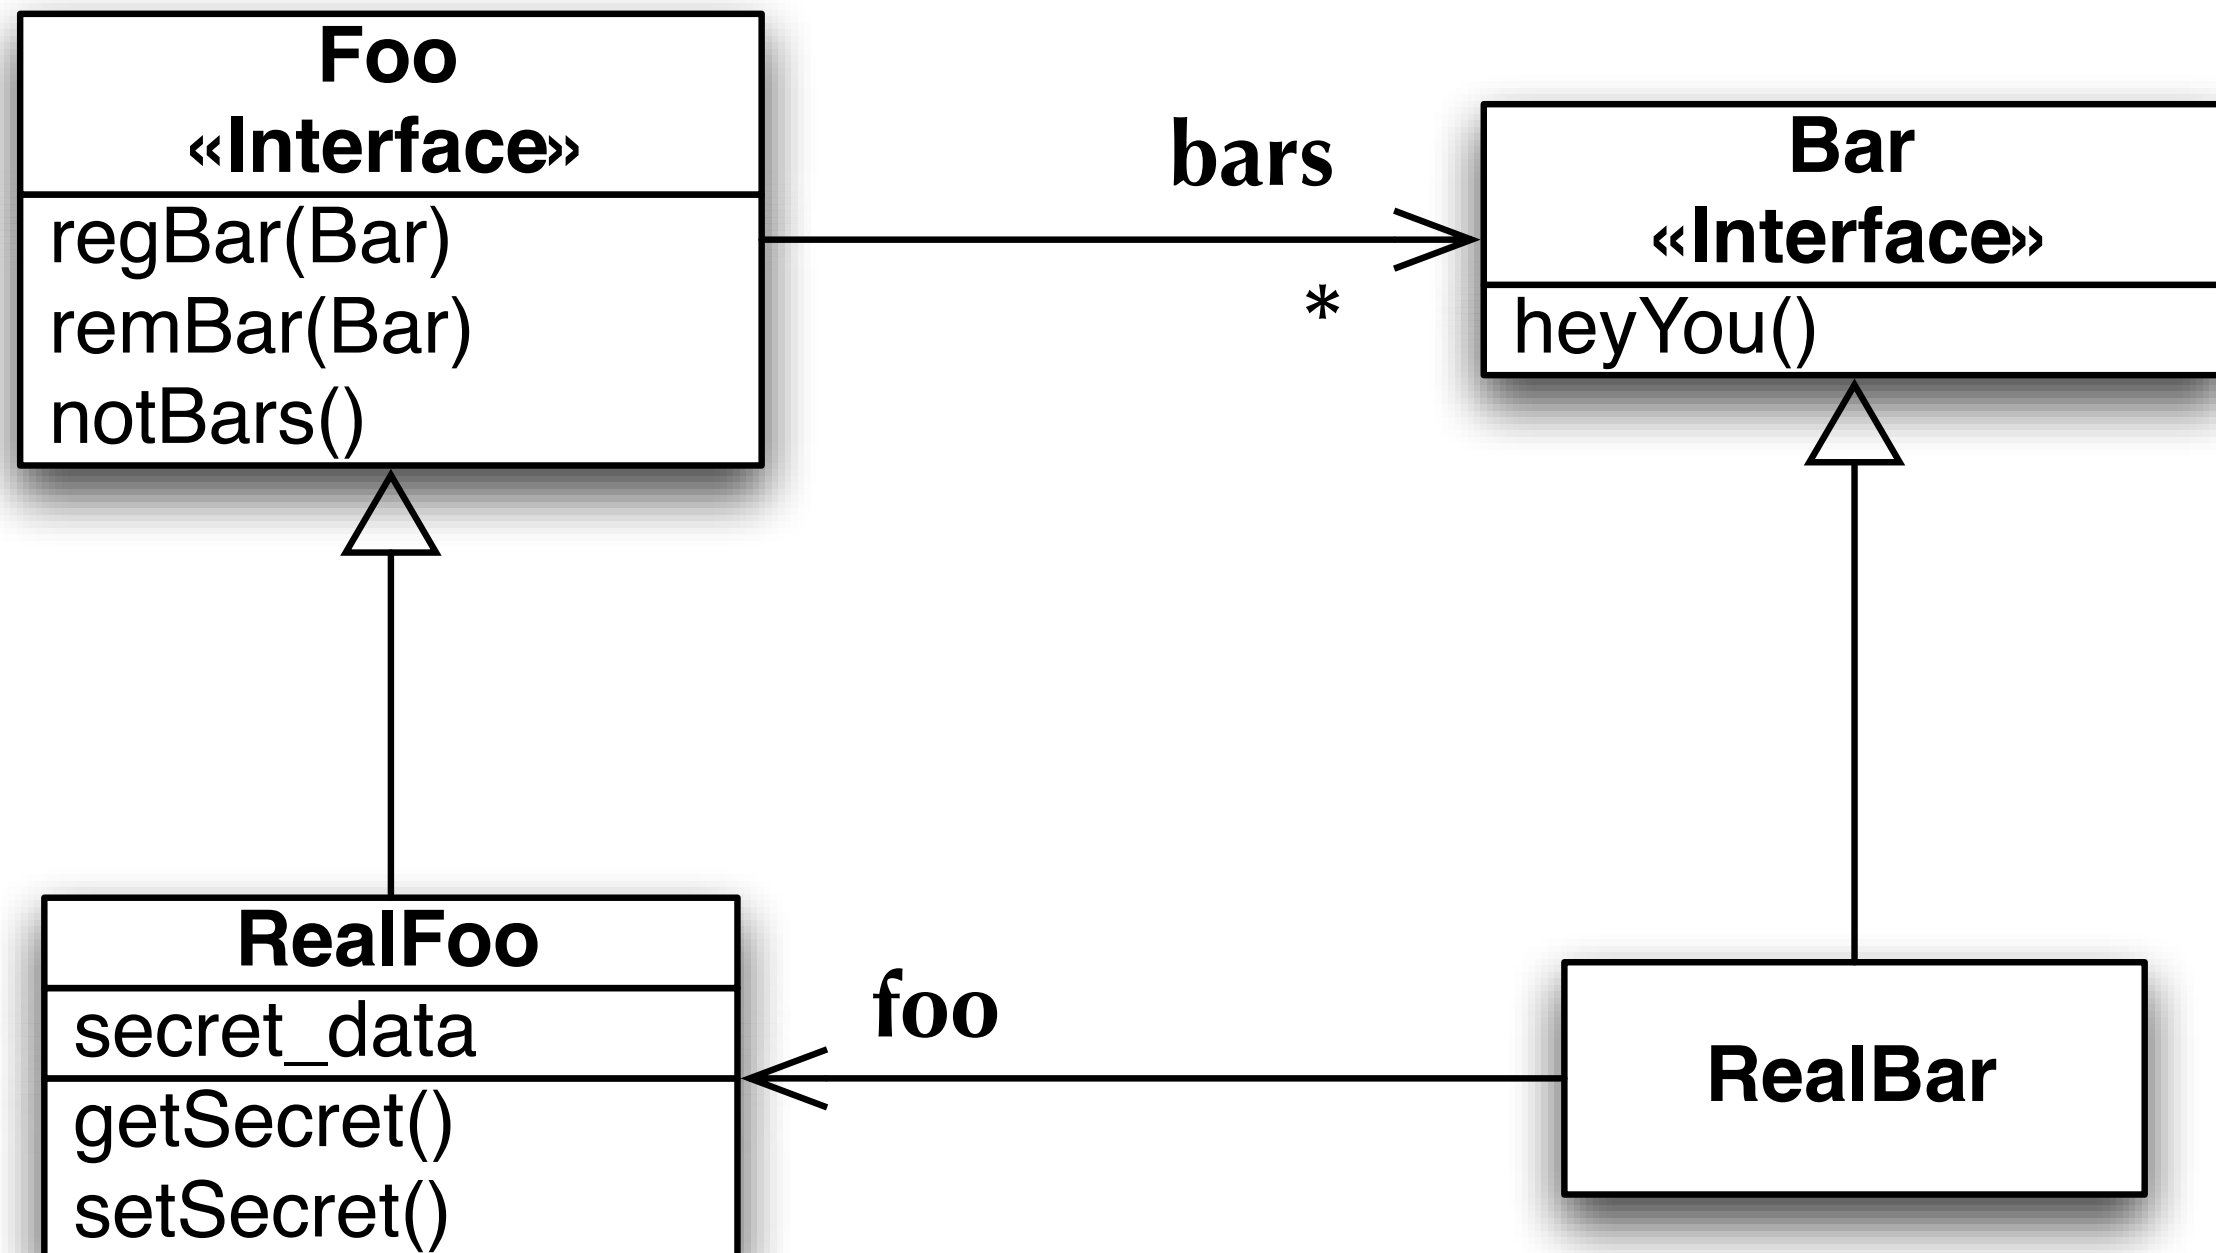 Foo
«Interface»
regBar(Bar)
remBar(Bar)
notBars()
bars
*
Bar
«Interface»
heyYou()
RealFoo
secret_data
getSecret()
setSecret()
foo
RealBar